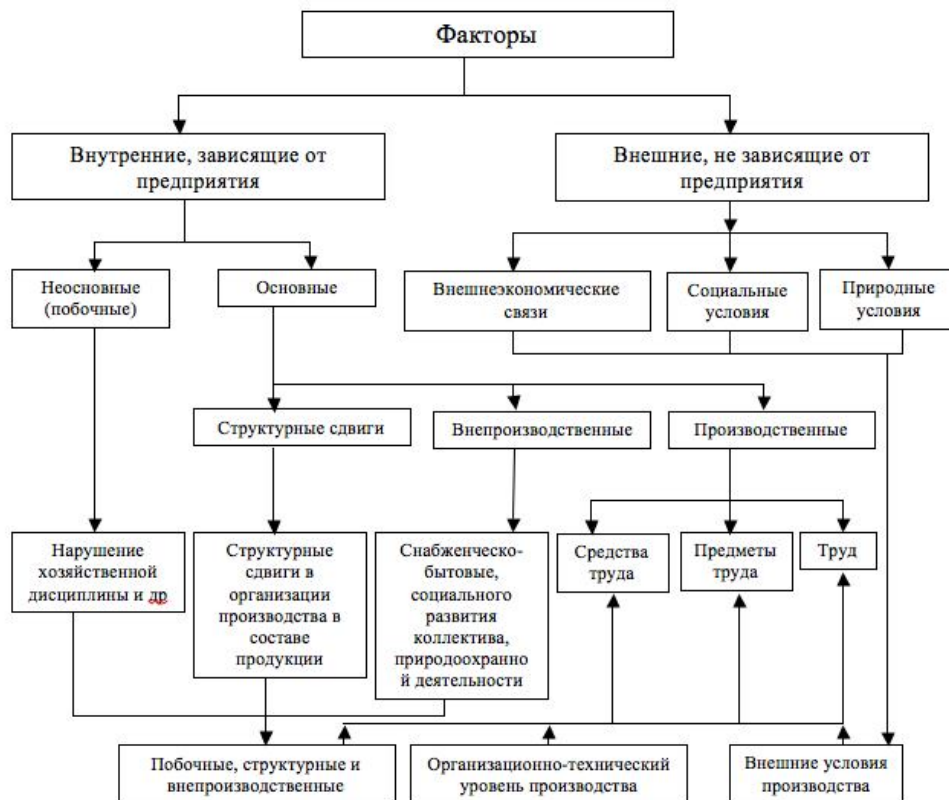 Факторы
Внутренние, зависящие от
предприятия
Внешние, не зависящие от
предприятия
Неосновные
(побочные)
Основные
Внешнеэкономические
связи
Социальные
условия
Природные
условия
Структурные сдвиги
Внепроизводственные
Производственные
Нарушение
хозяйственной
дисциплины и др
Структурные
сдвиги в
организации
производства в
составе
продукции
Снабженческо-
бытовые,
социального
развития
коллектива,
природоохранно
й деятельности
Средства
труда
Предметы
труда
Труд
Побочные, структурные и
внепроизводственные
Организационно-технический
уровень производства
Внешние условия
производства